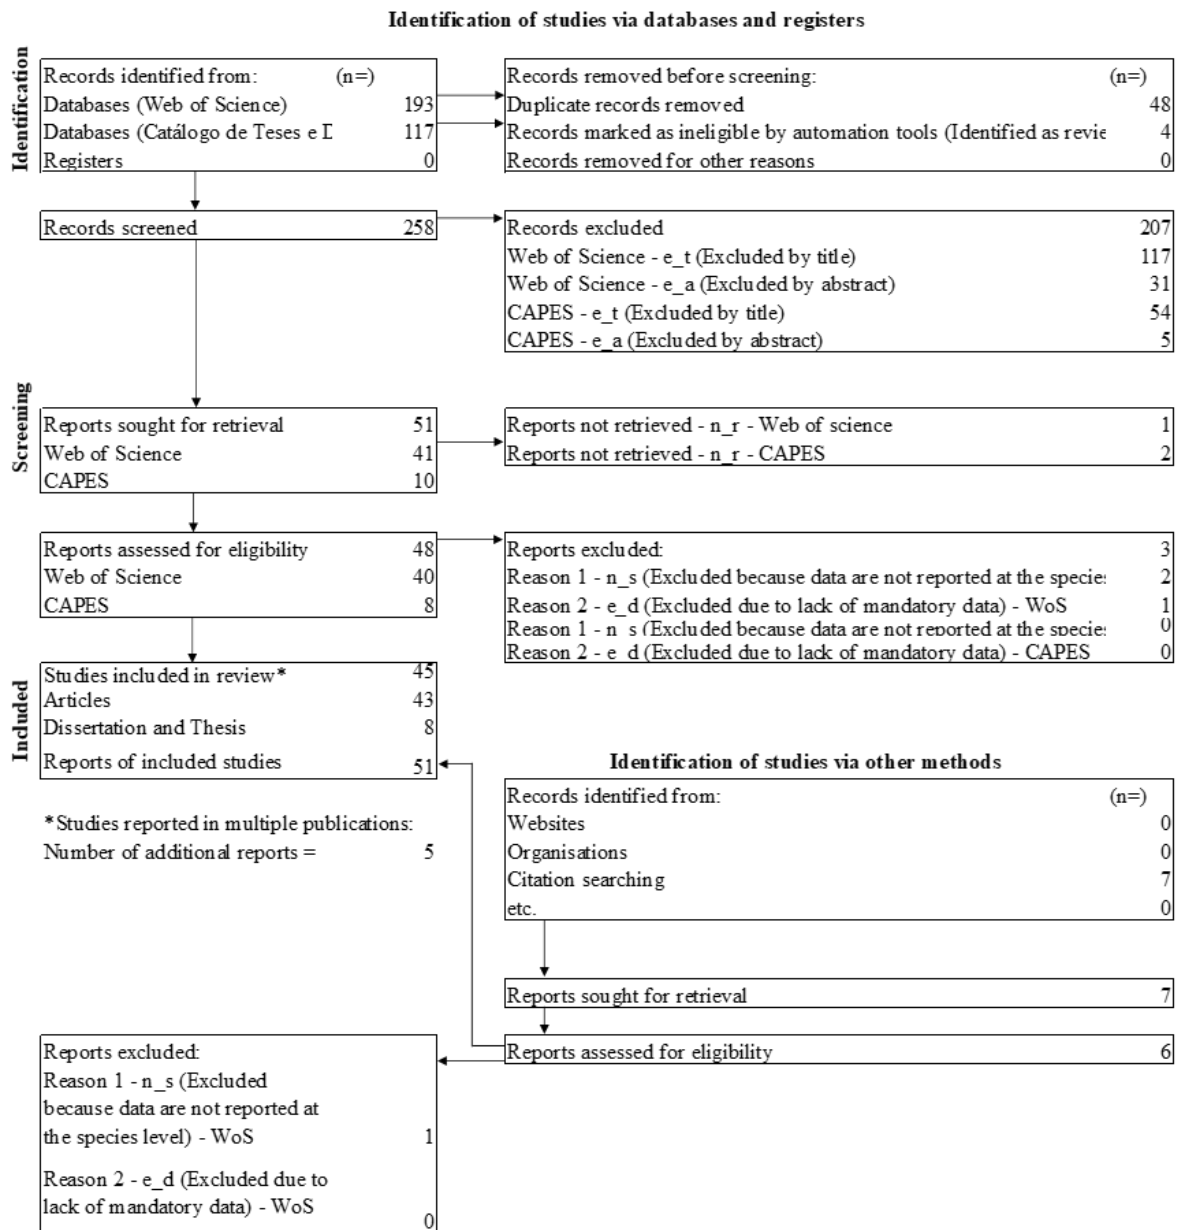 Identification of studies via databases and registers
Identification
Records identified from: (n=)
Databases (Web of Science) 193
Databases (Catálogo de Teses e D 117
Registers 0
Records removed before screening: (n=)
Duplicate records removed 48
Records marked as ineligible by automation tools (Identified as revie 4
Records removed for other reasons 0
Screening
Records screened 258
Records excluded 207
Web of Science - e_t (Excluded by title) 117
Web of Science - e_a (Excluded by abstract) 31
CAPES - e_t (Excluded by title) 54
CAPES - e_a (Excluded by abstract) 5
Reports sought for retrieval 51
Web of Science 41
CAPES 10
Reports not retrieved - n_r - Web of science 1
Reports not retrieved - n_r - CAPES 2
Reports assessed for eligibility 48
Web of Science 40
CAPES 8
Reports excluded: 3
Reason 1 - n_s (Excluded because data are not reported at the species 2
Reason 2 - e_d (Excluded due to lack of mandatory data) - WoS 1
Reason 1 - n_s (Excluded because data are not reported at the species 0
Reason 2 - e_d (Excluded due to lack of mandatory data) - CAPES 0
Included
Studies included in review* 45
Articles 43
Dissertation and Thesis 8
Reports of included studies 51
*Studies reported in multiple publications:
Number of additional reports = 5
Identification of studies via other methods
Records identified from: (n=)
Websites 0
Organisations 0
Citation searching 7
etc. 0
Reports sought for retrieval 7
Reports assessed for eligibility 6
Reports excluded:
Reason 1 - n_s (Excluded
because data are not reported at
the species level) - WoS 1
Reason 2 - e_d (Excluded due to
lack of mandatory data) - WoS
0